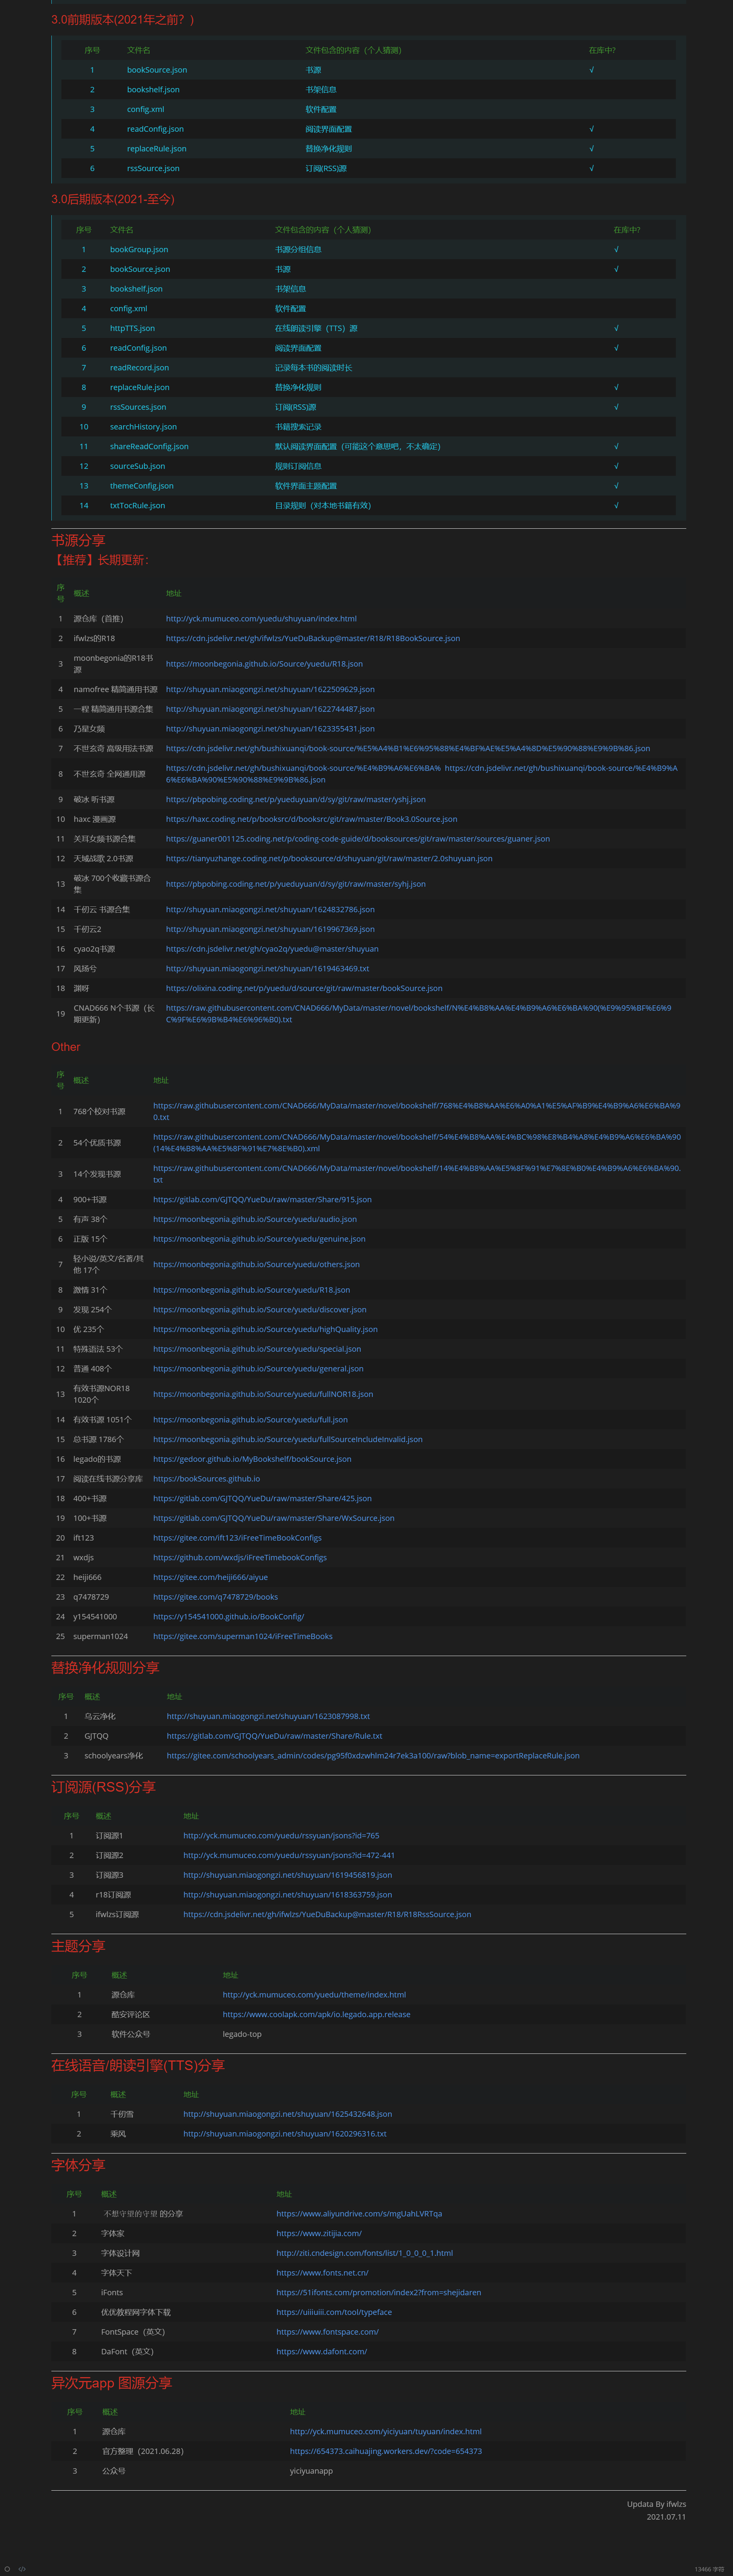 3.0前期版本(2021年之前？)
序号 文件名 文件包含的内容（个人猜测） 在库中?
1 bookSource.json 书源 √
2 bookshelf.json 书架信息
3 config.xml 软件配置
4 readConfig.json 阅读界面配置 √
5 replaceRule.json 替换净化规则 √
6 rssSource.json 订阅(RSS)源 √
3.0后期版本(2021-至今)
序号 文件名 文件包含的内容（个人猜测） 在库中?
1 bookGroup.json 书源分组信息 √
2 bookSource.json 书源 √
3 bookshelf.json 书架信息
4 config.xml 软件配置
5 httpTTS.json 在线朗读引擎（TTS）源 √
6 readConfig.json 阅读界面配置 √
7 readRecord.json 记录每本书的阅读时长
8 replaceRule.json 替换净化规则 √
9 rssSources.json 订阅(RSS)源 √
10 searchHistory.json 书籍搜索记录
11 shareReadConfig.json 默认阅读界面配置（可能这个意思吧，不太确定） √
12 sourceSub.json 规则订阅信息 √
13 themeConfig.json 软件界面主题配置 √
14 txtTocRule.json 目录规则（对本地书籍有效） √
书源分享
【推荐】长期更新：
序
号 概述 地址
1 源仓库（首推） http://yck.mumuceo.com/yuedu/shuyuan/index.html
2 ifwlzs的R18 https://cdn.jsdelivr.net/gh/ifwlzs/YueDuBackup@master/R18/R18BookSource.json
3 moonbegonia的R18书
源 https://moonbegonia.github.io/Source/yuedu/R18.json
4 namofree 精简通用书源 http://shuyuan.miaogongzi.net/shuyuan/1622509629.json
5 一程 精简通用书源合集 http://shuyuan.miaogongzi.net/shuyuan/1622744487.json
6 乃星女频 http://shuyuan.miaogongzi.net/shuyuan/1623355431.json
7 不世玄奇 高级用法书源 https://cdn.jsdelivr.net/gh/bushixuanqi/book-source/%E5%A4%B1%E6%95%88%E4%BF%AE%E5%A4%8D%E5%90%88%E9%9B%86.json
8 不世玄奇 全网通用源 https://cdn.jsdelivr.net/gh/bushixuanqi/book-source/%E4%B9%A6%E6%BA% https://cdn.jsdelivr.net/gh/bushixuanqi/book-source/%E4%B9%A
6%E6%BA%90%E5%90%88%E9%9B%86.json
9 破冰 听书源 https://pbpobing.coding.net/p/yueduyuan/d/sy/git/raw/master/yshj.json
10 haxc 漫画源 https://haxc.coding.net/p/booksrc/d/booksrc/git/raw/master/Book3.0Source.json
11 关耳女频书源合集 https://guaner001125.coding.net/p/coding-code-guide/d/booksources/git/raw/master/sources/guaner.json
12 天域战歌 2.0书源 https://tianyuzhange.coding.net/p/booksource/d/shuyuan/git/raw/master/2.0shuyuan.json
13 破冰 700个收藏书源合
集 https://pbpobing.coding.net/p/yueduyuan/d/sy/git/raw/master/syhj.json
14 千仞云 书源合集 http://shuyuan.miaogongzi.net/shuyuan/1624832786.json
15 千仞云2 http://shuyuan.miaogongzi.net/shuyuan/1619967369.json
16 cyao2q书源 https://cdn.jsdelivr.net/gh/cyao2q/yuedu@master/shuyuan
17 风扬兮 http://shuyuan.miaogongzi.net/shuyuan/1619463469.txt
18 渊呀 https://olixina.coding.net/p/yuedu/d/source/git/raw/master/bookSource.json
19 CNAD666 N个书源（长
期更新） https://raw.githubusercontent.com/CNAD666/MyData/master/novel/bookshelf/N%E4%B8%AA%E4%B9%A6%E6%BA%90(%E9%95%BF%E6%9
C%9F%E6%9B%B4%E6%96%B0).txt
Other
序
号 概述 地址
1 768个校对书源 https://raw.githubusercontent.com/CNAD666/MyData/master/novel/bookshelf/768%E4%B8%AA%E6%A0%A1%E5%AF%B9%E4%B9%A6%E6%BA%9
0.txt
2 54个优质书源 https://raw.githubusercontent.com/CNAD666/MyData/master/novel/bookshelf/54%E4%B8%AA%E4%BC%98%E8%B4%A8%E4%B9%A6%E6%BA%90
(14%E4%B8%AA%E5%8F%91%E7%8E%B0).xml
3 14个发现书源 https://raw.githubusercontent.com/CNAD666/MyData/master/novel/bookshelf/14%E4%B8%AA%E5%8F%91%E7%8E%B0%E4%B9%A6%E6%BA%90.
txt
4 900+书源 https://gitlab.com/GJTQQ/YueDu/raw/master/Share/915.json
5 有声 38个 https://moonbegonia.github.io/Source/yuedu/audio.json
6 正版 15个 https://moonbegonia.github.io/Source/yuedu/genuine.json
7 轻小说/英文/名著/其
他 17个 https://moonbegonia.github.io/Source/yuedu/others.json
8 激情 31个 https://moonbegonia.github.io/Source/yuedu/R18.json
9 发现 254个 https://moonbegonia.github.io/Source/yuedu/discover.json
10 优 235个 https://moonbegonia.github.io/Source/yuedu/highQuality.json
11 特殊语法 53个 https://moonbegonia.github.io/Source/yuedu/special.json
12 普通 408个 https://moonbegonia.github.io/Source/yuedu/general.json
13 有效书源NOR18
1020个 https://moonbegonia.github.io/Source/yuedu/fullNOR18.json
14 有效书源 1051个 https://moonbegonia.github.io/Source/yuedu/full.json
15 总书源 1786个 https://moonbegonia.github.io/Source/yuedu/fullSourceIncludeInvalid.json
16 legado的书源 https://gedoor.github.io/MyBookshelf/bookSource.json
17 阅读在线书源分享库 https://bookSources.github.io
18 400+书源 https://gitlab.com/GJTQQ/YueDu/raw/master/Share/425.json
19 100+书源 https://gitlab.com/GJTQQ/YueDu/raw/master/Share/WxSource.json
20 ift123 https://gitee.com/ift123/iFreeTimeBookConfigs
21 wxdjs https://github.com/wxdjs/iFreeTimebookConfigs
22 heiji666 https://gitee.com/heiji666/aiyue
23 q7478729 https://gitee.com/q7478729/books
24 y154541000 https://y154541000.github.io/BookConfig/
25 superman1024 https://gitee.com/superman1024/iFreeTimeBooks
替换净化规则分享
序号 概述 地址
1 乌云净化 http://shuyuan.miaogongzi.net/shuyuan/1623087998.txt
2 GJTQQ https://gitlab.com/GJTQQ/YueDu/raw/master/Share/Rule.txt
3 schoolyears净化 https://gitee.com/schoolyears_admin/codes/pg95f0xdzwhlm24r7ek3a100/raw?blob_name=exportReplaceRule.json
订阅源(RSS)分享
序号 概述 地址
1 订阅源1 http://yck.mumuceo.com/yuedu/rssyuan/jsons?id=765
2 订阅源2 http://yck.mumuceo.com/yuedu/rssyuan/jsons?id=472-441
3 订阅源3 http://shuyuan.miaogongzi.net/shuyuan/1619456819.json
4 r18订阅源 http://shuyuan.miaogongzi.net/shuyuan/1618363759.json
5 ifwlzs订阅源 https://cdn.jsdelivr.net/gh/ifwlzs/YueDuBackup@master/R18/R18RssSource.json
主题分享
序号 概述 地址
1 源仓库 http://yck.mumuceo.com/yuedu/theme/index.html
2 酷安评论区 https://www.coolapk.com/apk/io.legado.app.release
3 软件公众号 legado-top
在线语音/朗读引擎(TTS)分享
序号 概述 地址
1 千仞雪 http://shuyuan.miaogongzi.net/shuyuan/1625432648.json
2 乘风 http://shuyuan.miaogongzi.net/shuyuan/1620296316.txt
字体分享
序号 概述 地址
1 不想守望的守望 的分享 https://www.aliyundrive.com/s/mgUahLVRTqa
2 字体家 https://www.zitijia.com/
3 字体设计网 http://ziti.cndesign.com/fonts/list/1_0_0_0_1.html
4 字体天下 https://www.fonts.net.cn/
5 iFonts https://51ifonts.com/promotion/index2?from=shejidaren
6 优优教程网字体下载 https://uiiiuiii.com/tool/typeface
7 FontSpace（英文） https://www.fontspace.com/
8 DaFont（英文） https://www.dafont.com/
异次元app 图源分享
序号 概述 地址
1 源仓库 http://yck.mumuceo.com/yiciyuan/tuyuan/index.html
2 官方整理（2021.06.28） https://654373.caihuajing.workers.dev/?code=654373
3 公众号 yiciyuanapp
Updata By ifwlzs
2021.07.11
13466 字符